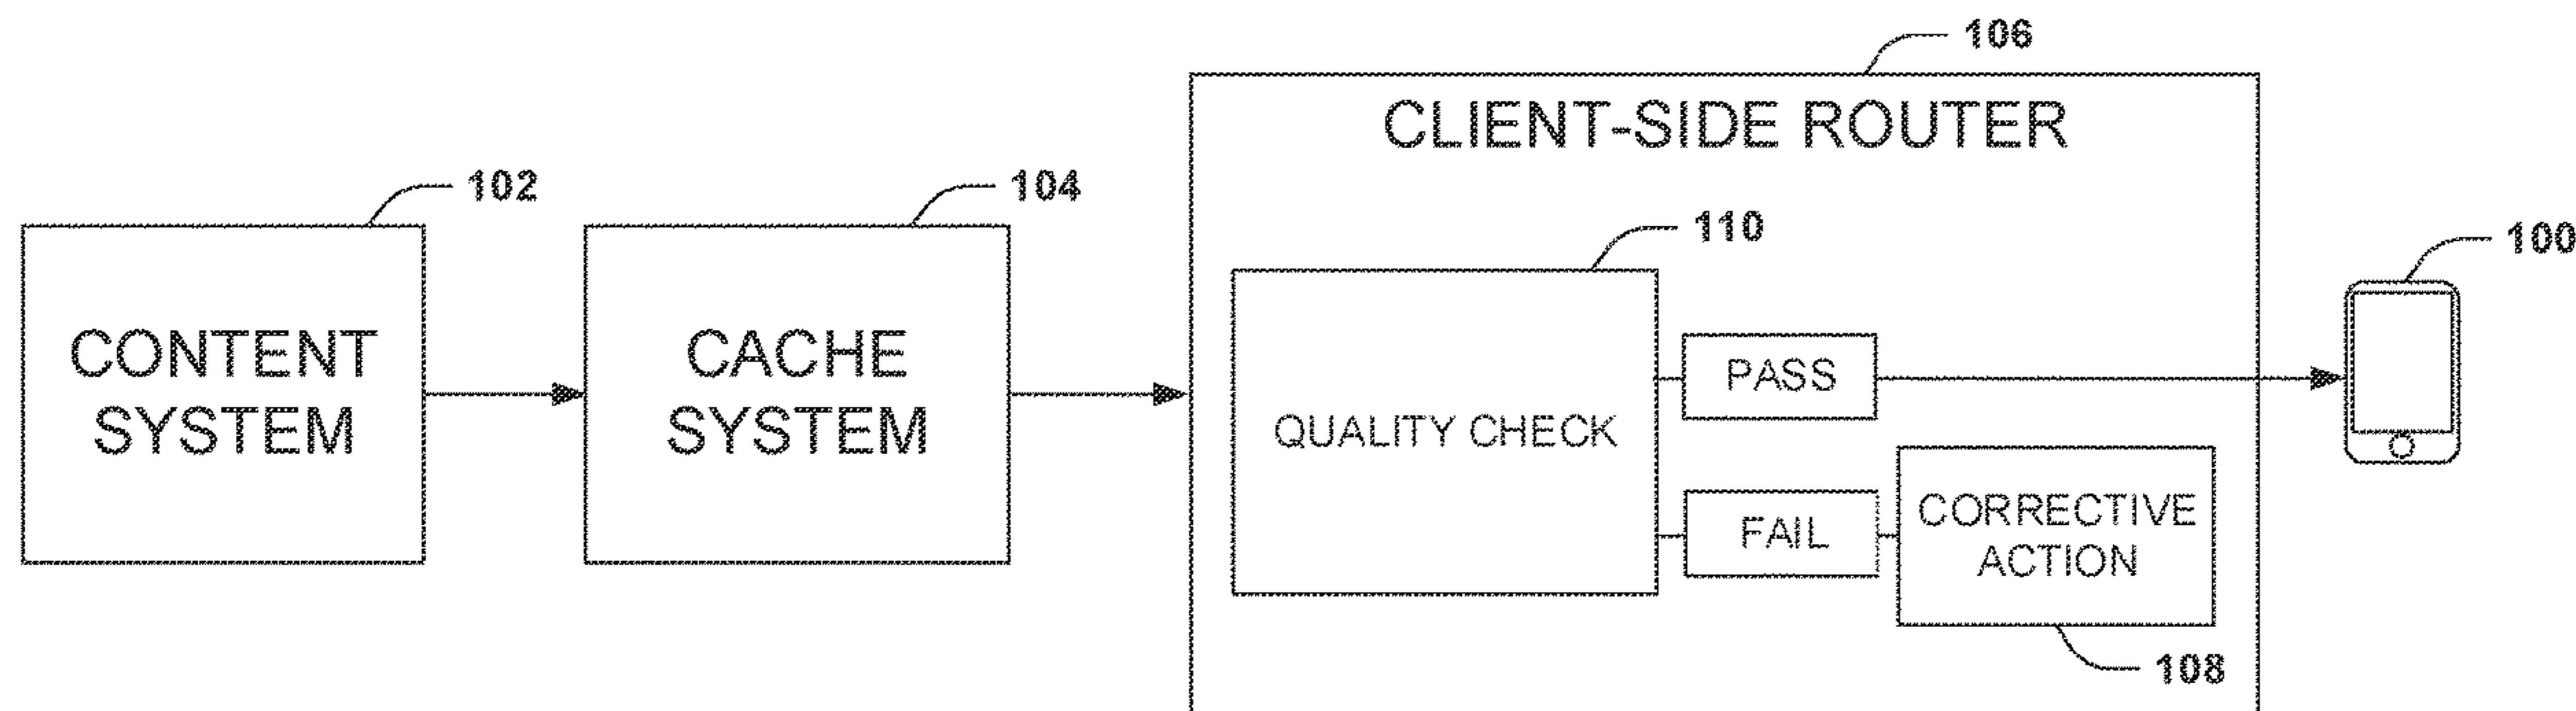 106
CLIENT-SIDE ROUTER
102
104
110
100
CONTENT
SYSTEM
CACHE
SYSTEM
QUALITY CHECK
PASS
FAIL
CORRECTIVE
ACTION
108